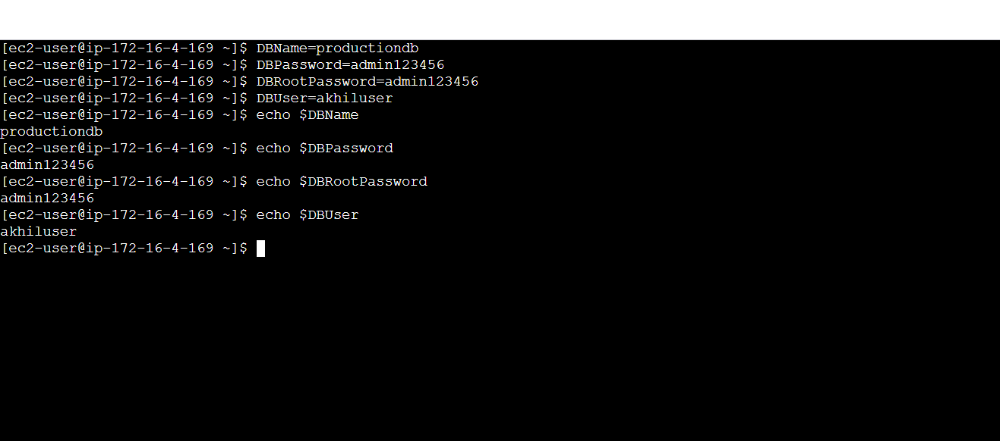 [ec2-user@ip-172-16-4-169 ~]$ DBName=productiondb
[ec2-user@ip-172-16-4-169 ~]$ DBPassword=admin123456
[ec2-user@ip-172-16-4-169 ~]$ DBRootPassword=admin123456
[ec2-user@ip-172-16-4-169 ~]$ DBUser=akhiluser
[ec2-user@ip-172-16-4-169 ~]$ echo $DBName
productiondb
[ec2-user@ip-172-16-4-169 ~]$ echo $DBPassword
admin123456
[ec2-user@ip-172-16-4-169 ~]$ echo $DBRootPassword
admin123456
[ec2-user@ip-172-16-4-169 ~]$ echo $DBUser
akhiluser
[ec2-user@ip-172-16-4-169 ~]$